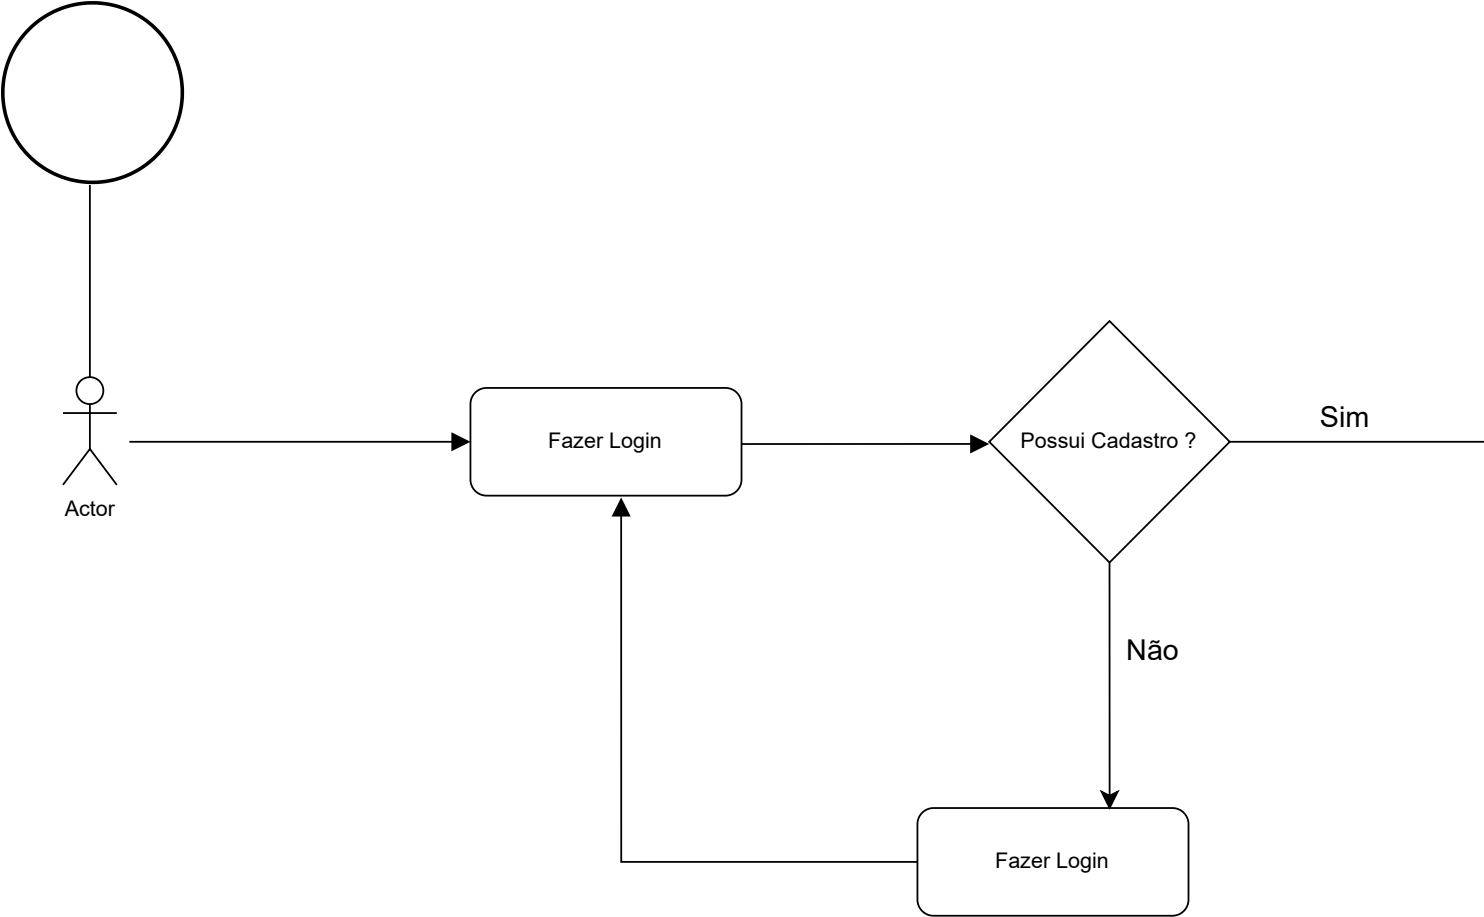 Sim
Fazer Login
Possui Cadastro ?
Actor
Não
Fazer Login